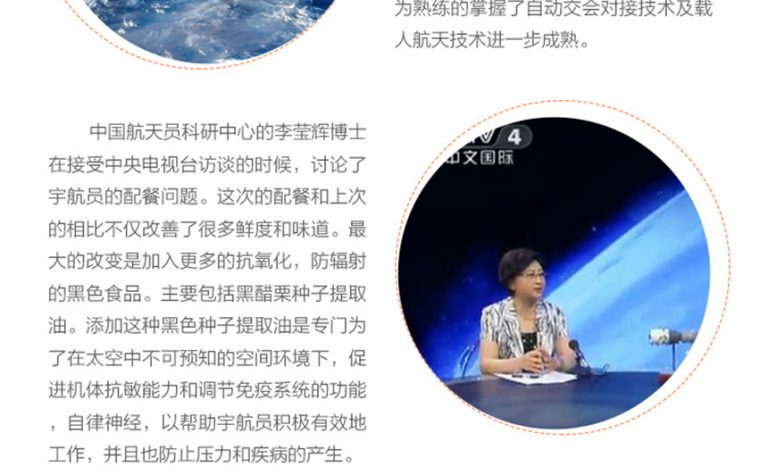 为熟练的掌握了自动交会对接技术及载
人航天技术进一步成熟。
中国航天员科研中心的李莹辉博士
在接受中央电视台访谈的时候，讨论了
宇航员的配餐问题。这次的配餐和上次
的相比不仅改善了很多鲜度和味道。最
大的改变是加入更多的抗氧化，防辐射
的黑色食品。主要包括黑醋栗种子提取
油。添加这种黑色种子提取油是专门为
了在太空中不可预知的空间环境下，促
进机体抗敏能力和调节免疫系统的功能
，自律神经，以帮助宇航员积极有效地
工作，并且也防止压力和疾病的产生。
4
中文国际